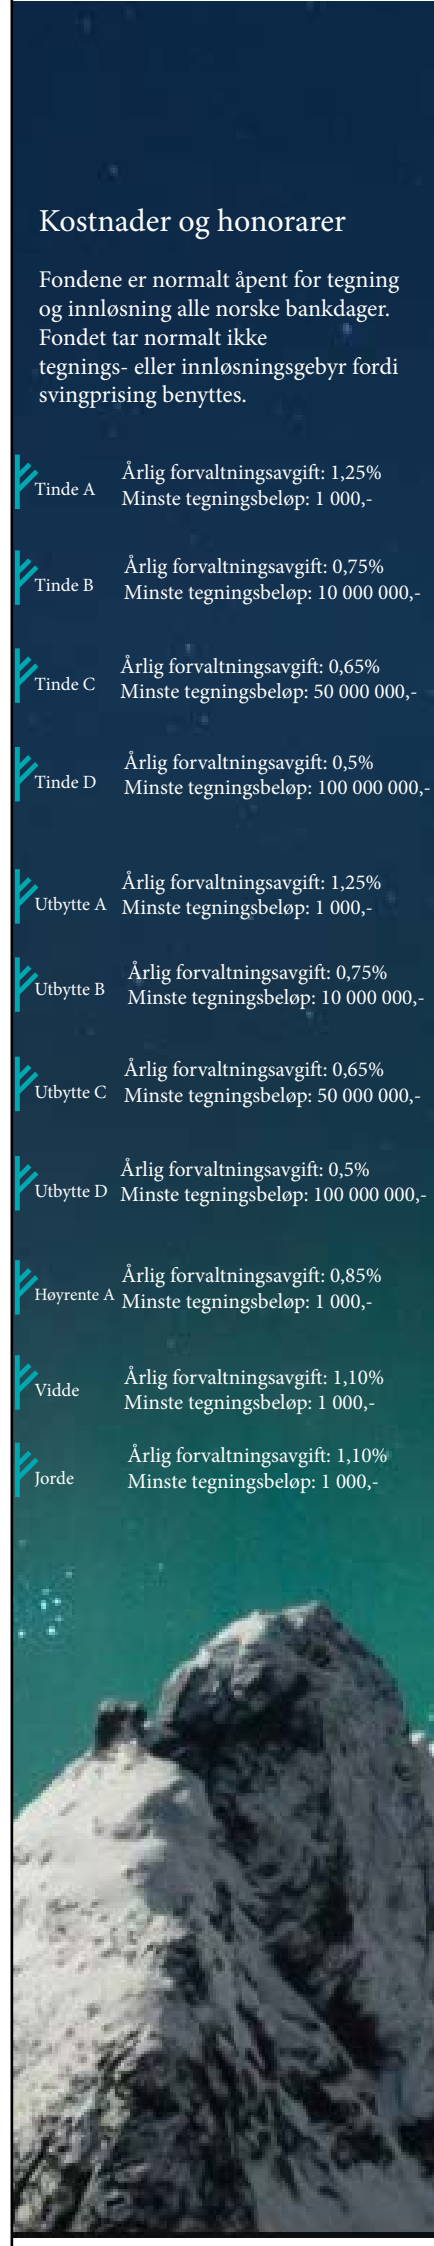 Kostnader og honorarer
Fondene er normalt åpent for tegning
og innløsning alle norske bankdager.
Fondet tar normalt ikke
tegnings- eller innløsningsgebyr fordi
svingprising benyttes.
Tinde A
Årlig forvaltningsavgift: 1,25%
Minste tegningsbeløp: 1 000,-
Tinde B
Årlig forvaltningsavgift: 0,75%
Minste tegningsbeløp: 10 000 000,-
Tinde C
Årlig forvaltningsavgift: 0,65%
Minste tegningsbeløp: 50 000 000,-
Tinde D
Årlig forvaltningsavgift: 0,5%
Minste tegningsbeløp: 100 000 000,-
Utbytte A
Årlig forvaltningsavgift: 1,25%
Minste tegningsbeløp: 1 000,-
Utbytte B
Årlig forvaltningsavgift: 0,75%
Minste tegningsbeløp: 10 000 000,-
Utbytte C
Årlig forvaltningsavgift: 0,65%
Minste tegningsbeløp: 50 000 000,-
Utbytte D
Årlig forvaltningsavgift: 0,5%
Minste tegningsbeløp: 100 000 000,-
Høyrente A
Årlig forvaltningsavgift: 0,85%
Minste tegningsbeløp: 1 000,-
Vidde
Årlig forvaltningsavgift: 1,10%
Minste tegningsbeløp: 1 000,-
Jorde
Årlig forvaltningsavgift: 1,10%
Minste tegningsbeløp: 1 000,-